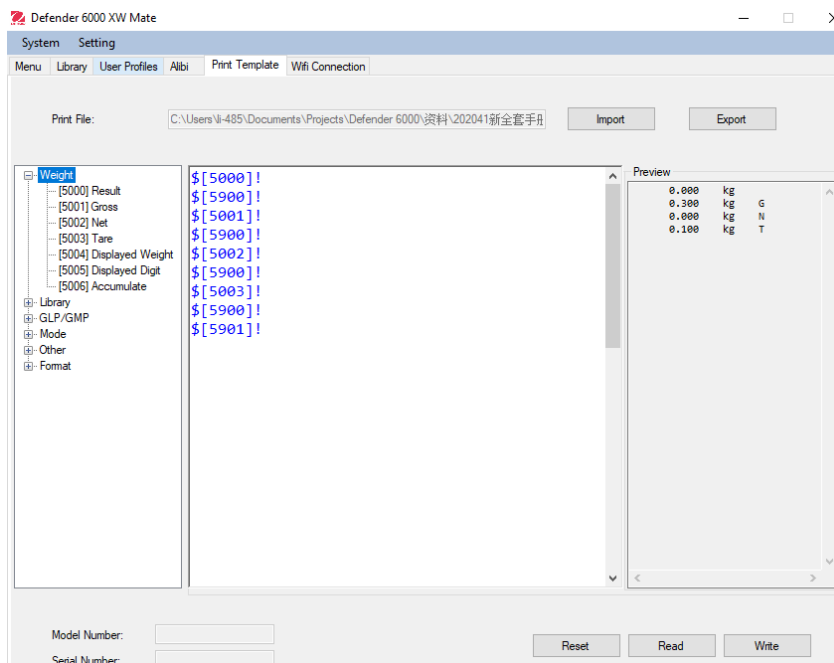 Defender 6000 XW Mate
System Setting
Menu Library User Profiles Alibi Print Template Wifi Connection
Print File: C:\Users\li-485\Documents\Projects\Defender 6000\资料\202041新全套手册 Import Export
Weight
[5000] Result
[5001] Gross
[5002] Net
[5003] Tare
[5004] Displayed Weight
[5005] Displayed Digit
[5006] Accumulate
Library
GLP/GMP
Mode
Other
Format
$[5000]!
$[5900]!
$[5001]!
$[5900]!
$[5002]!
$[5900]!
$[5003]!
$[5900]!
$[5901]!
Preview
0.000 kg
0.300 kg G
0.000 kg N
0.100 kg T
Model Number:
Serial Number:
Reset Read Write